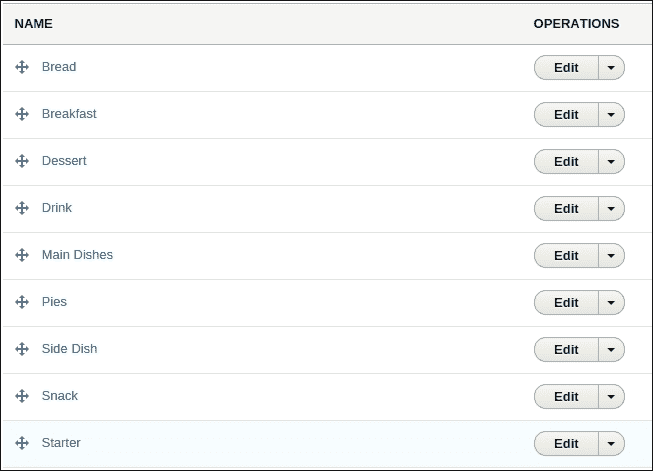 NAME OPERATIONS
Bread Edit
Breakfast Edit
Dessert Edit
Drink Edit
Main Dishes Edit
Pies Edit
Side Dish Edit
Snack Edit
Starter Edit